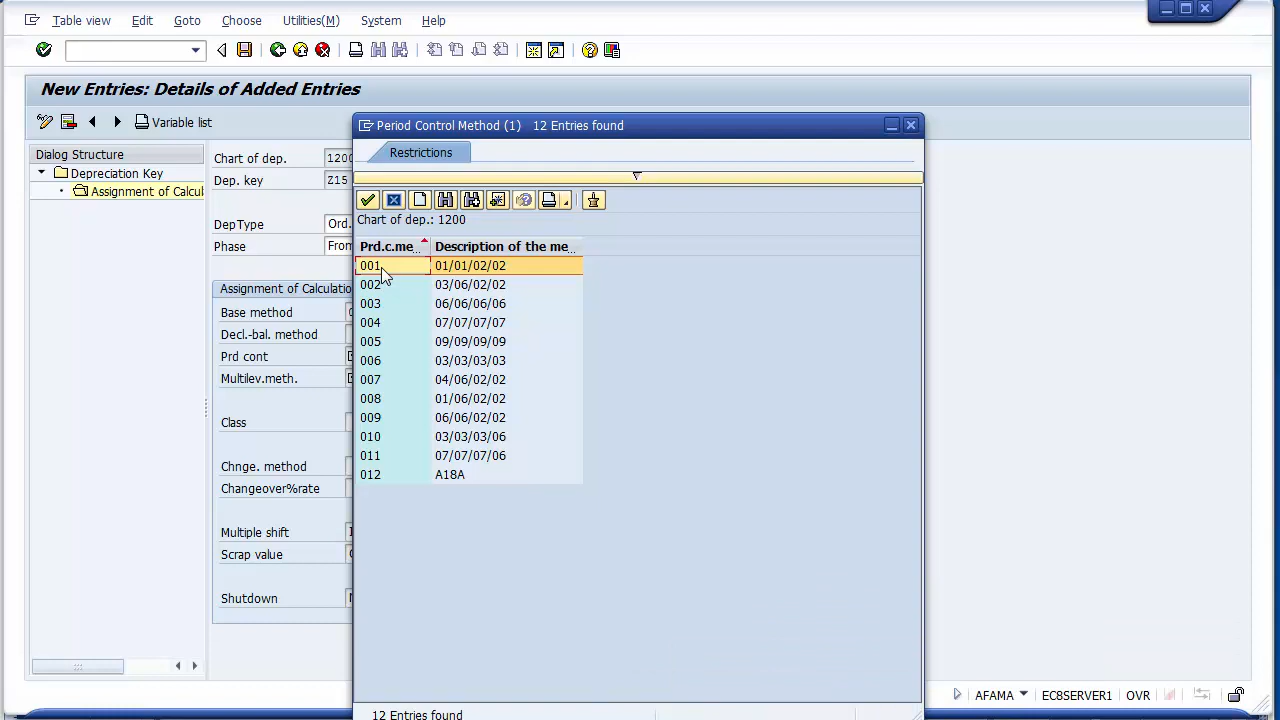 Table view Edit Goto Choose Utilities(M) System Help
New Entries: Details of Added Entries
Variable list
Dialog Structure
Depreciation Key
Assignment of Calcul
Chart of dep. 1200
Dep. key Z15
DepType Ord.
Phase From
Assignment of Calculatio
Base method
Decl.-bal. method
Prd cont
Multilev.meth.
Class
Chnge. method
Changeover%rate
Multiple shift
Scrap value
Shutdown
Period Control Method (1) 12 Entries found
Restrictions
Chart of dep.: 1200
Prd.c.me... Description of the me...
001 01/01/02/02
002 03/06/02/02
003 06/06/06/06
004 07/07/07/07
005 09/09/09/09
006 03/03/03/03
007 04/06/02/02
008 01/06/02/02
009 06/06/02/02
010 03/03/03/06
011 07/07/07/06
012 A18A
12 Entries found
AFAMA EC8SERVER1 OVR